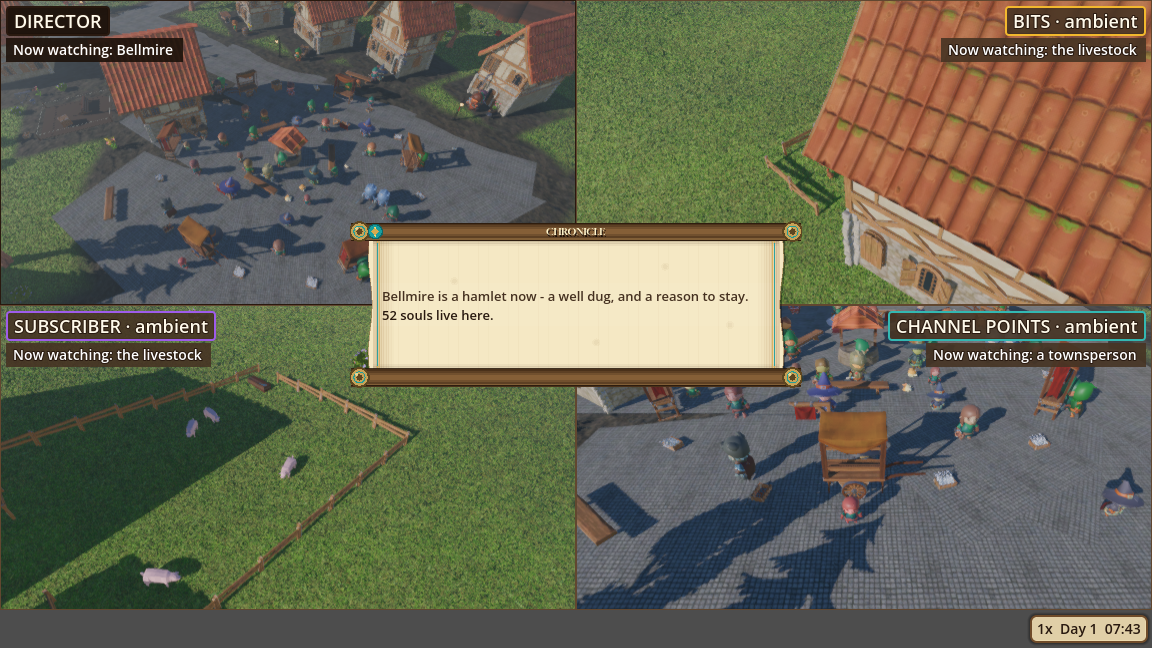 DIRECTOR
Now watching: Bellmire
BITS · ambient
Now watching: the livestock
CHRONICLE
Bellmire is a hamlet now - a well dug, and a reason to stay.
52 souls live here.
SUBSCRIBER · ambient
Now watching: the livestock
CHANNEL POINTS · ambient
Now watching: a townsperson
1x Day 1 07:43